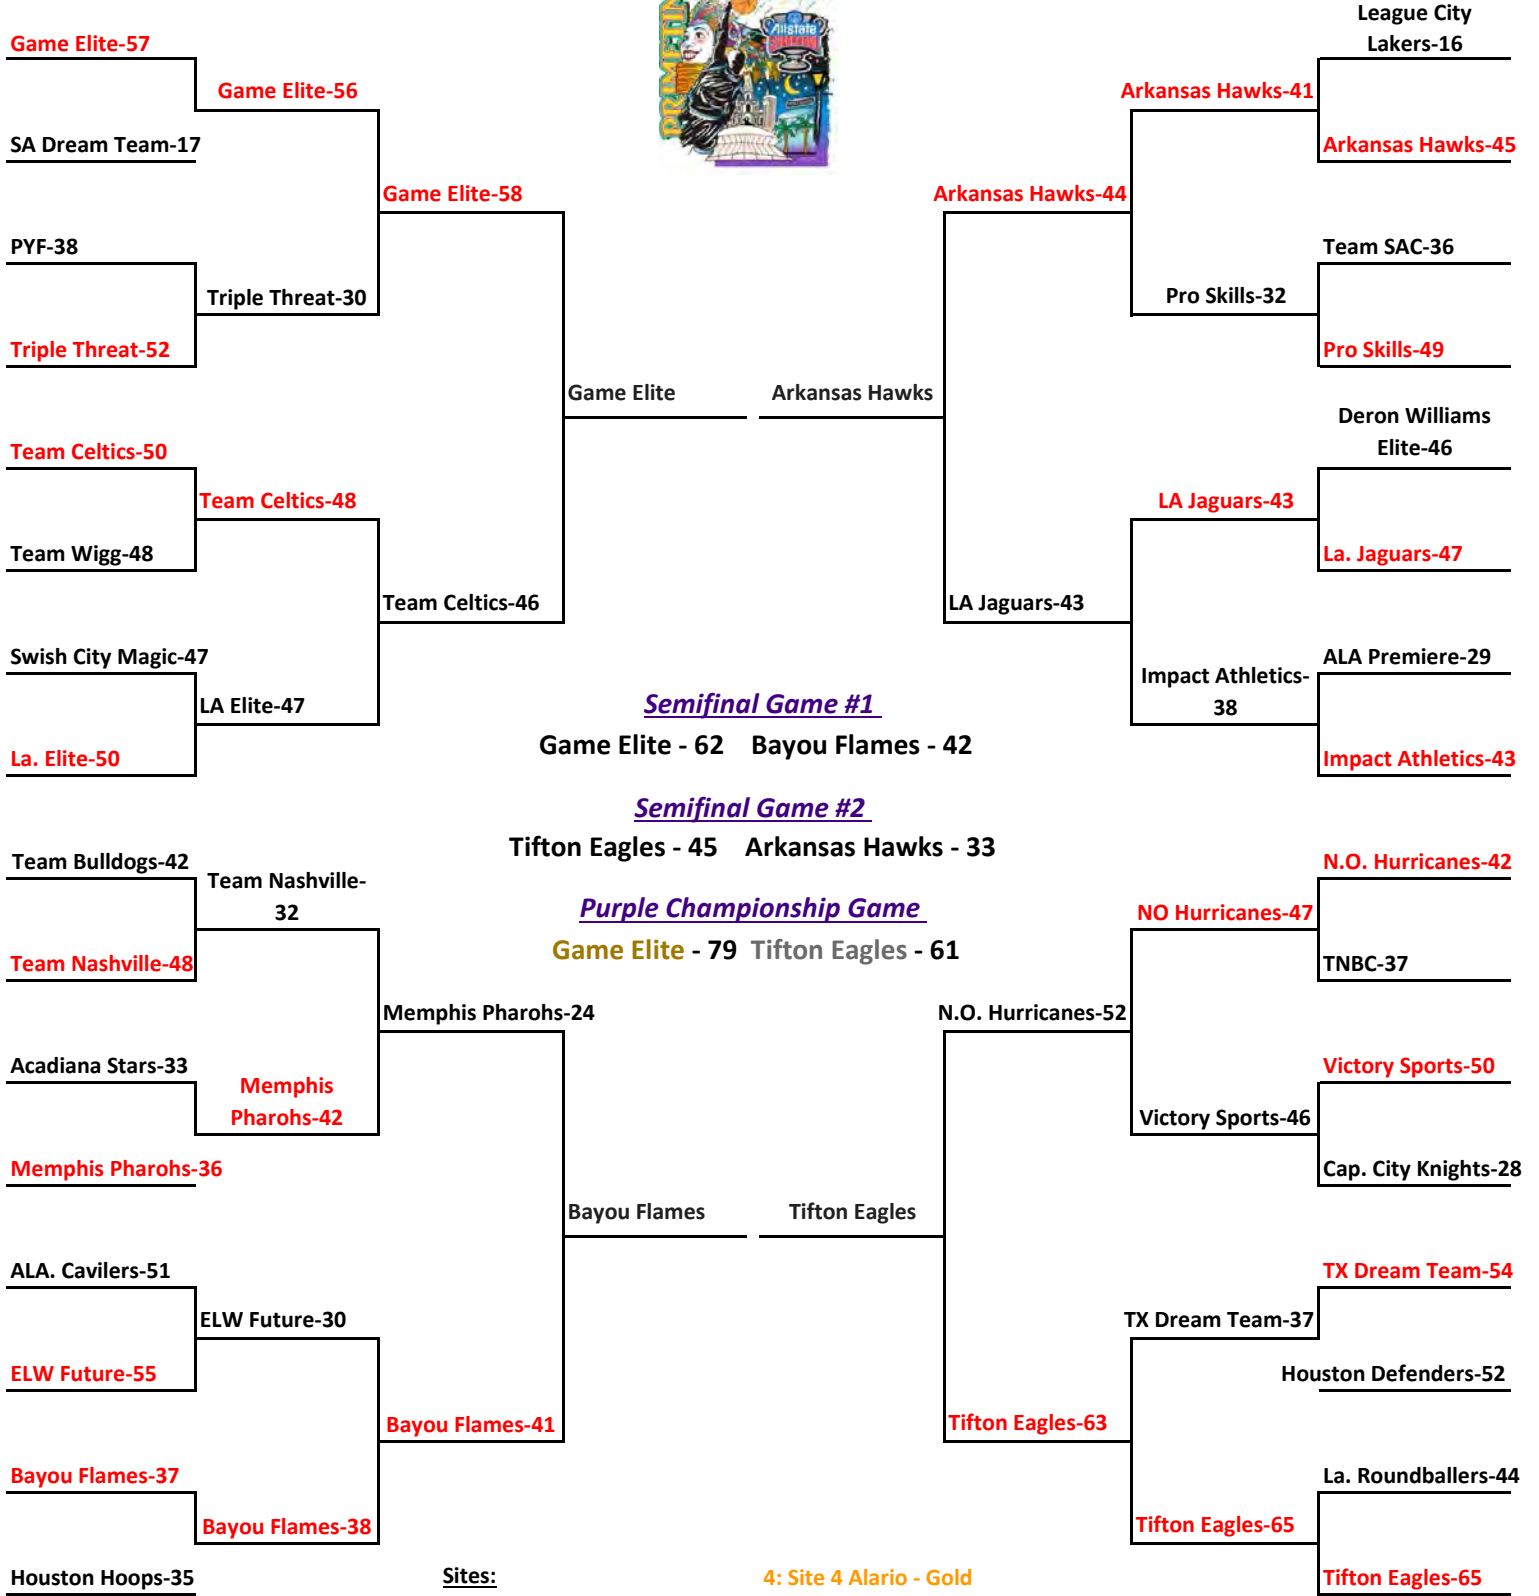 League City
Lakers-16
Game Elite-57
Game Elite-56
Arkansas Hawks-41
SA Dream Team-17
Arkansas Hawks-45
Game Elite-58
Arkansas Hawks-44
PYF-38
Team SAC-36
Triple Threat-30
Pro Skills-32
Triple Threat-52
Pro Skills-49
Game Elite
Arkansas Hawks
Deron Williams
Elite-46
Team Celtics-50
Team Celtics-48
LA Jaguars-43
Team Wigg-48
La. Jaguars-47
Team Celtics-46
LA Jaguars-43
Swish City Magic-47
ALA Premiere-29
LA Elite-47
Impact Athletics-
38
La. Elite-50
Impact Athletics-43
Semifinal Game #1
Game Elite - 62 Bayou Flames - 42
Semifinal Game #2
Tifton Eagles - 45 Arkansas Hawks - 33
Purple Championship Game
Game Elite - 79 Tifton Eagles - 61
Team Bulldogs-42
N.O. Hurricanes-42
Team Nashville-
32
NO Hurricanes-47
Team Nashville-48
TNBC-37
Memphis Pharohs-24
N.O. Hurricanes-52
Acadiana Stars-33
Victory Sports-50
Memphis
Pharohs-42
Victory Sports-46
Memphis Pharohs-36
Cap. City Knights-28
Bayou Flames
Tifton Eagles
ALA. Cavilers-51
TX Dream Team-54
ELW Future-30
TX Dream Team-37
ELW Future-55
Houston Defenders-52
Bayou Flames-41
Tifton Eagles-63
Bayou Flames-37
La. Roundballers-44
Bayou Flames-38
Tifton Eagles-65
Houston Hoops-35
Tifton Eagles-65
Sites:
4: Site 4 Alario - Gold